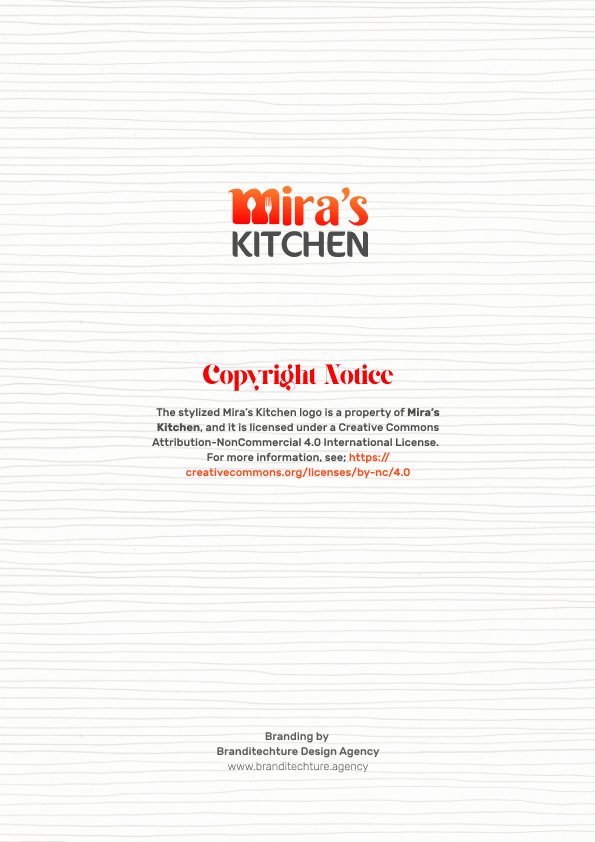 Mira's
KITCHEN
Copyright Notice
The stylized Mira's Kitchen logo is a property of Mira's
Kitchen, and it is licensed under a Creative Commons
Attribution-NonCommercial 4.0 International License.
For more information, see; https://
creativecommons.org/licenses/by-nc/4.0
Branding by
Branditechture Design Agency
www.branditechture.agency